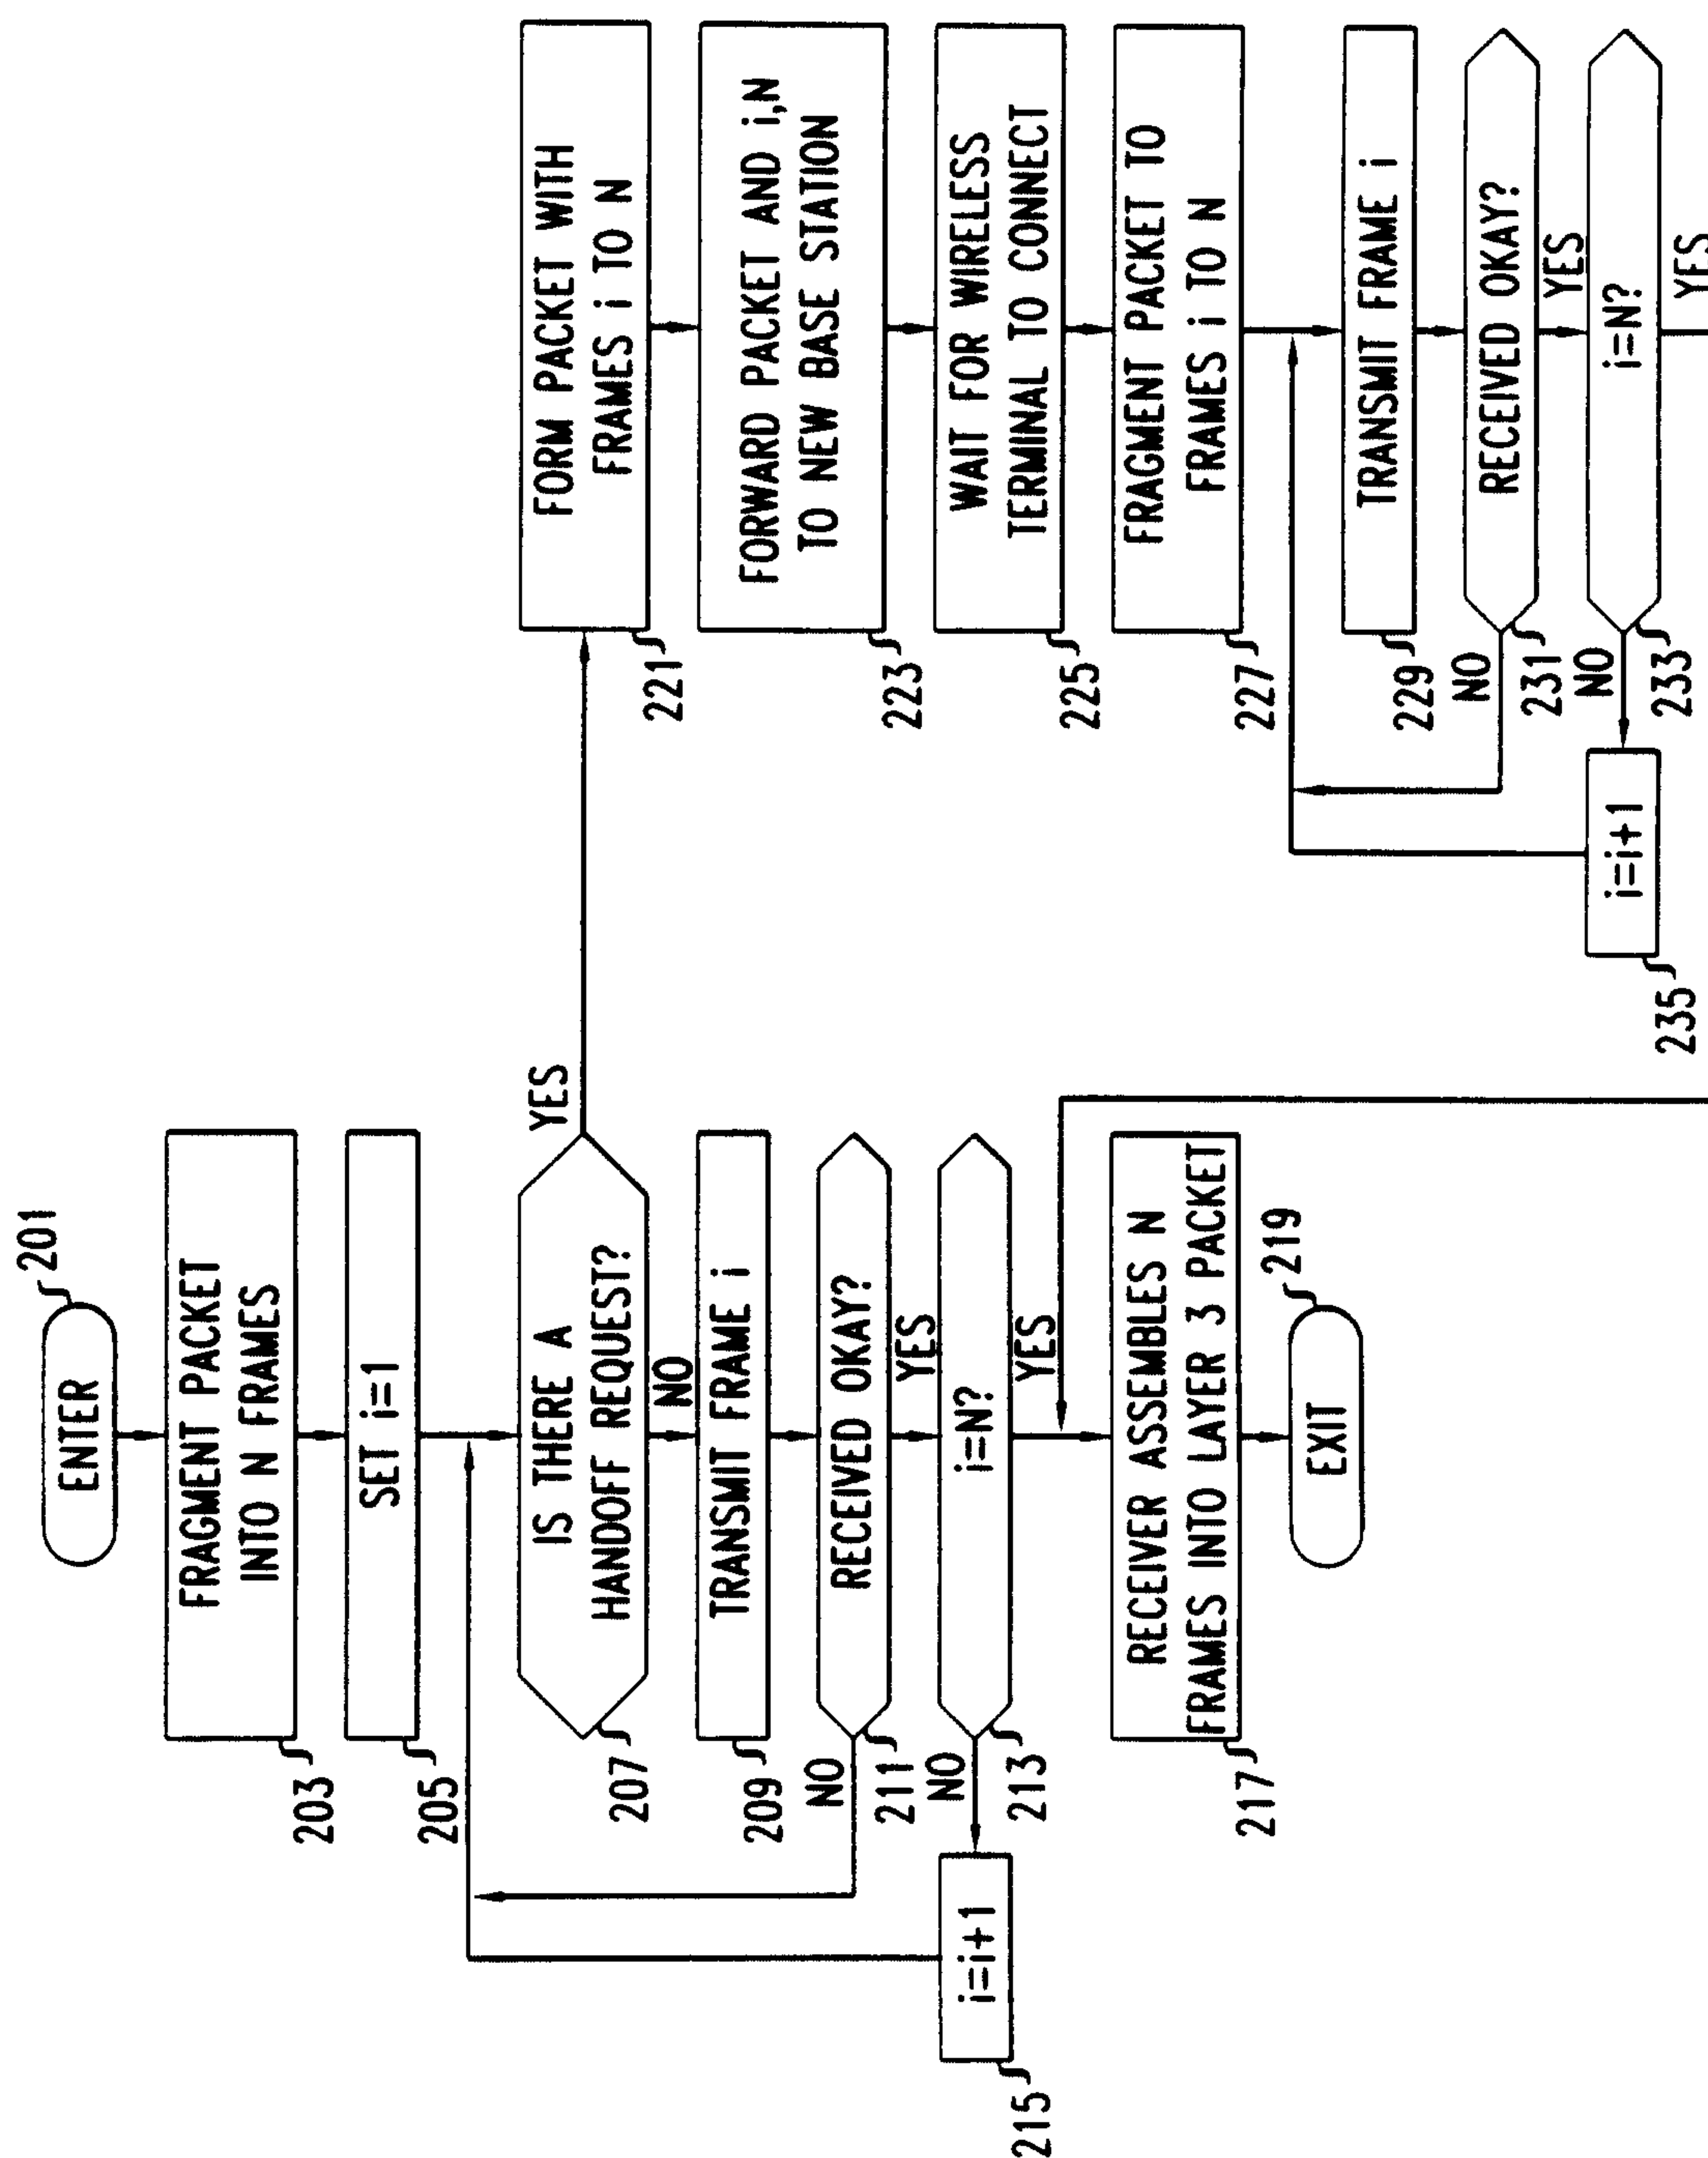 ENTER
201
FRAGMENT PACKET
INTO N FRAMES
203
SET i=1
205
IS THERE A
HANDOFF REQUEST?
207
YES
NO
TRANSMIT FRAME i
209
RECEIVED OKAY?
NO
211
YES
i=N?
NO
213
YES
i=i+1
215
RECEIVER ASSEMBLES N
FRAMES INTO LAYER 3 PACKET
217
EXIT
219
FORM PACKET WITH
FRAMES i TO N
221
FORWARD PACKET AND i,N
TO NEW BASE STATION
223
WAIT FOR WIRELESS
TERMINAL TO CONNECT
225
FRAGMENT PACKET TO
FRAMES i TO N
227
TRANSMIT FRAME i
229
RECEIVED OKAY?
NO
231
YES
i=N?
NO
233
YES
i=i+1
235